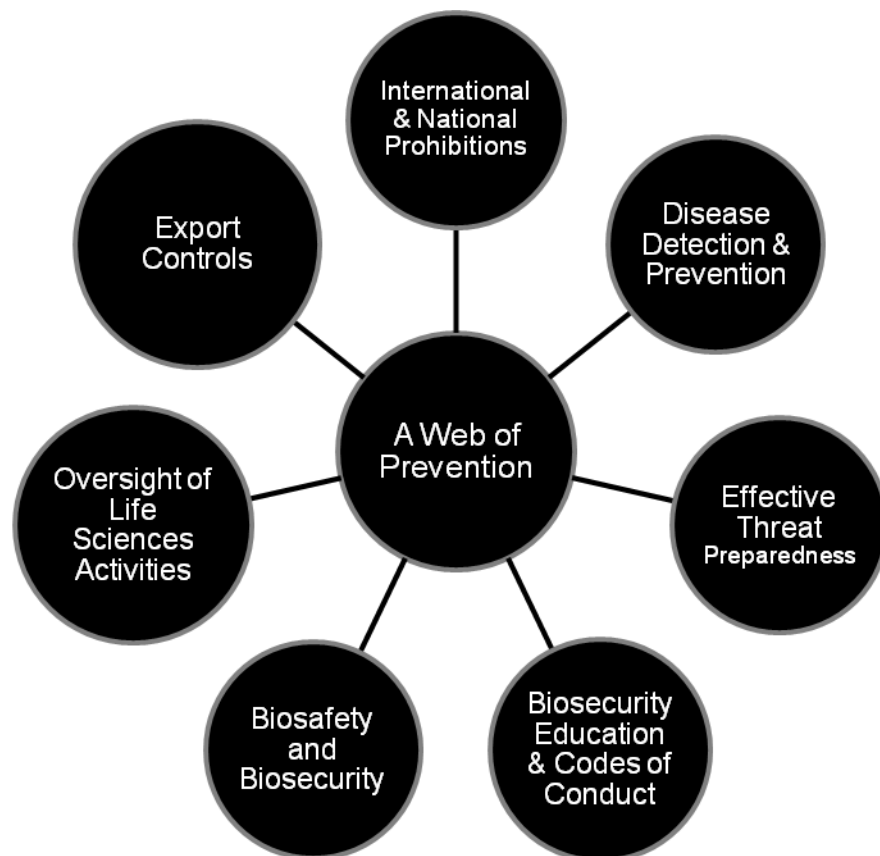 International
& National
Prohibitions
Disease
Detection &
Prevention
Export
Controls
A Web of
Prevention
Effective
Threat
Preparedness
Oversight of
Life
Sciences
Activities
Biosecurity
Education
& Codes of
Conduct
Biosafety
and
Biosecurity